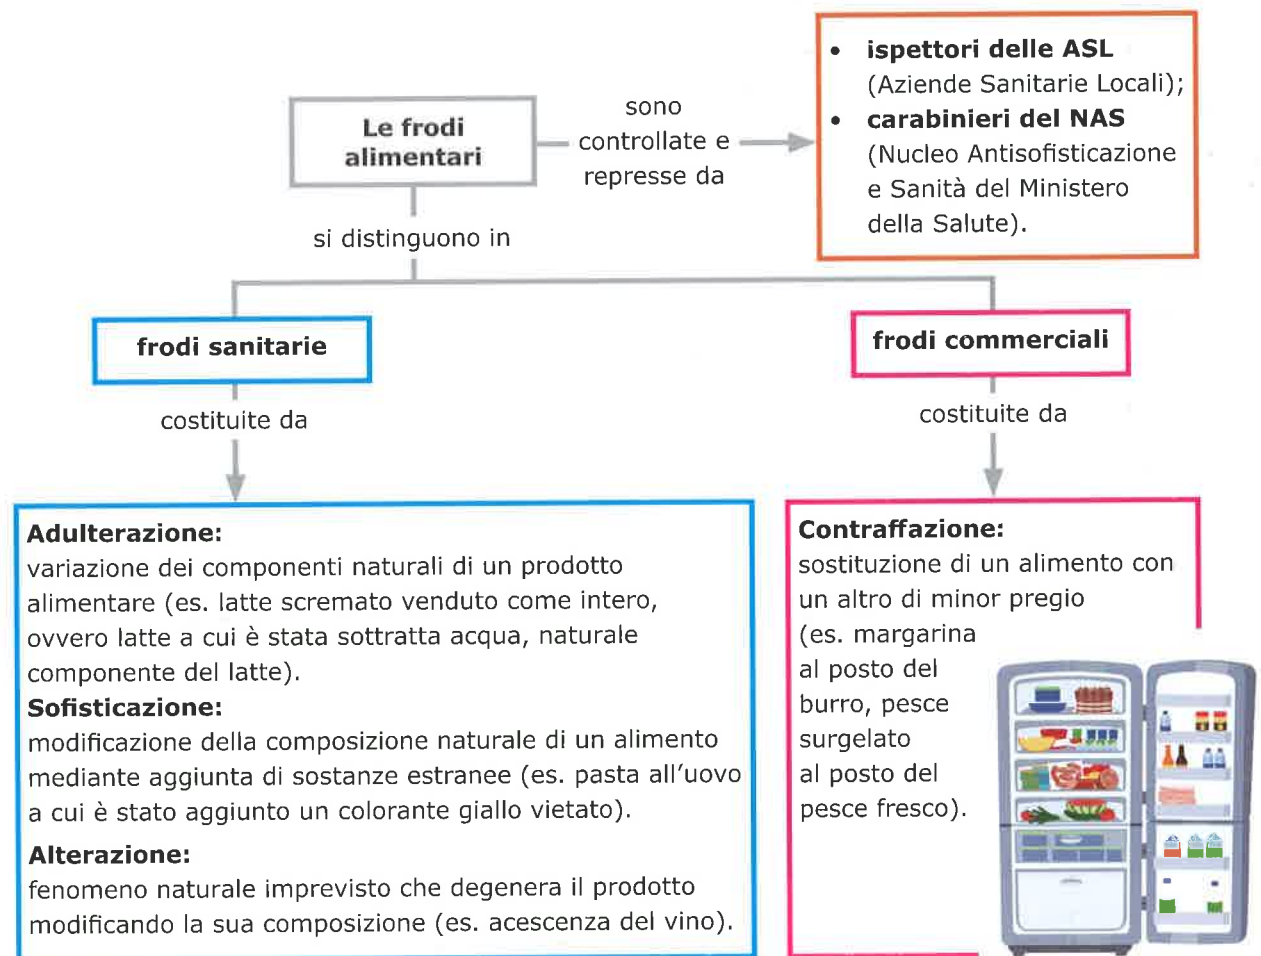 Le frodi
alimentari
sono
controllate e
represse da
• ispettori delle ASL
(Aziende Sanitarie Locali);
• carabinieri del NAS
(Nucleo Antisofisticazione
e Sanità del Ministero
della Salute).
si distinguono in
frodi sanitarie
frodi commerciali
costituite da
costituite da
Adulterazione:
variazione dei componenti naturali di un prodotto
alimentare (es. latte scremato venduto come intero,
ovvero latte a cui è stata sottratta acqua, naturale
componente del latte).
Sofisticazione:
modificazione della composizione naturale di un alimento
mediante aggiunta di sostanze estranee (es. pasta all'uovo
a cui è stato aggiunto un colorante giallo vietato).
Alterazione:
fenomeno naturale imprevisto che degenera il prodotto
modificando la sua composizione (es. acescenza del vino).
Contraffazione:
sostituzione di un alimento con
un altro di minor pregio
(es. margarina
al posto del
burro, pesce
surgelato
al posto del
pesce fresco).